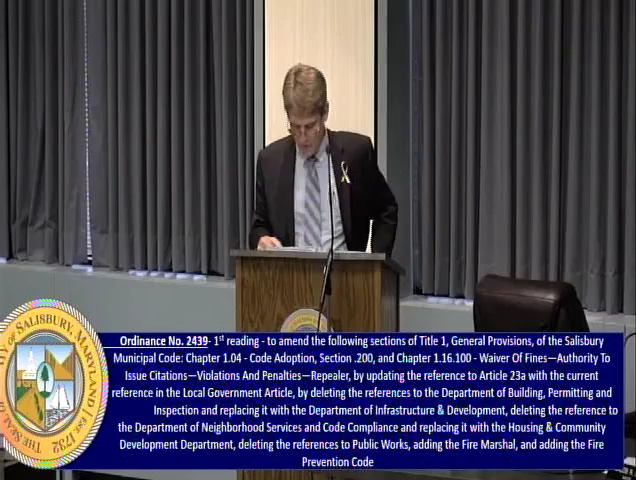 Ordinance No. 2439- 1st reading - to amend the following sections of Title 1, General Provisions, of the Salisbury
Municipal Code: Chapter 1.04 - Code Adoption, Section .200, and Chapter 1.16.100 - Waiver Of Fines—Authority To
Issue Citations—Violations And Penalties—Repealer, by updating the reference to Article 23a with the current
reference in the Local Government Article, by deleting the references to the Department of Building, Permitting and
Inspection and replacing it with the Department of Infrastructure & Development, deleting the reference to
the Department of Neighborhood Services and Code Compliance and replacing it with the Housing & Community
Development Department, deleting the references to Public Works, adding the Fire Marshal, and adding the Fire
Prevention Code
OF SALISBURY, MARYLAND
THE SEAL OF
EST 1732